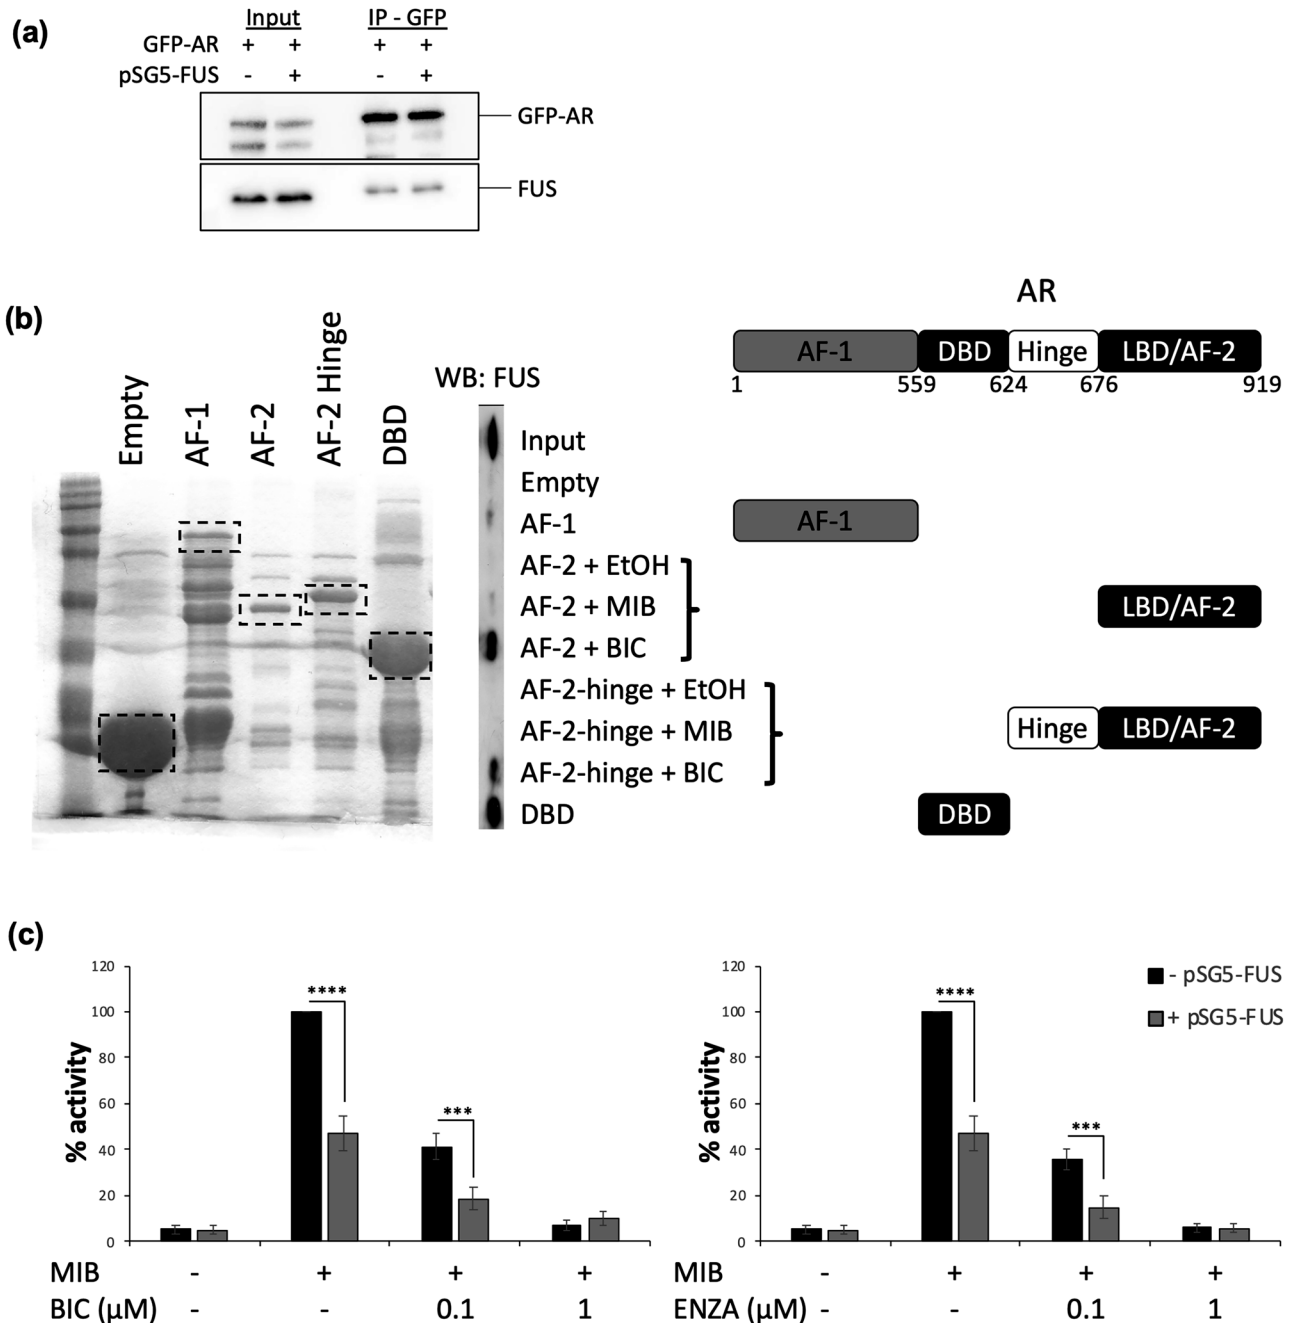 (a)
Input IP - GFP
GFP-AR + + + +
pSG5-FUS - + - +
GFP-AR
FUS
(b)
Empty AF-1 AF-2 AF-2 Hinge DBD
WB: FUS
Input
Empty
AF-1
AF-2 + EtOH
AF-2 + MIB
AF-2 + BIC
AF-2-hinge + EtOH
AF-2-hinge + MIB
AF-2-hinge + BIC
DBD
AR
AF-1 DBD Hinge LBD/AF-2
1 559 624 676 919
AF-1
LBD/AF-2
Hinge LBD/AF-2
DBD
(c)
% activity
120
100
80
60
40
20
0
**** ***
MIB - + + +
BIC (μM) - - 0.1 1
% activity
120
100
80
60
40
20
0
**** ***
- pSG5-FUS
+ pSG5-FUS
MIB - + + +
ENZA (μM) - - 0.1 1